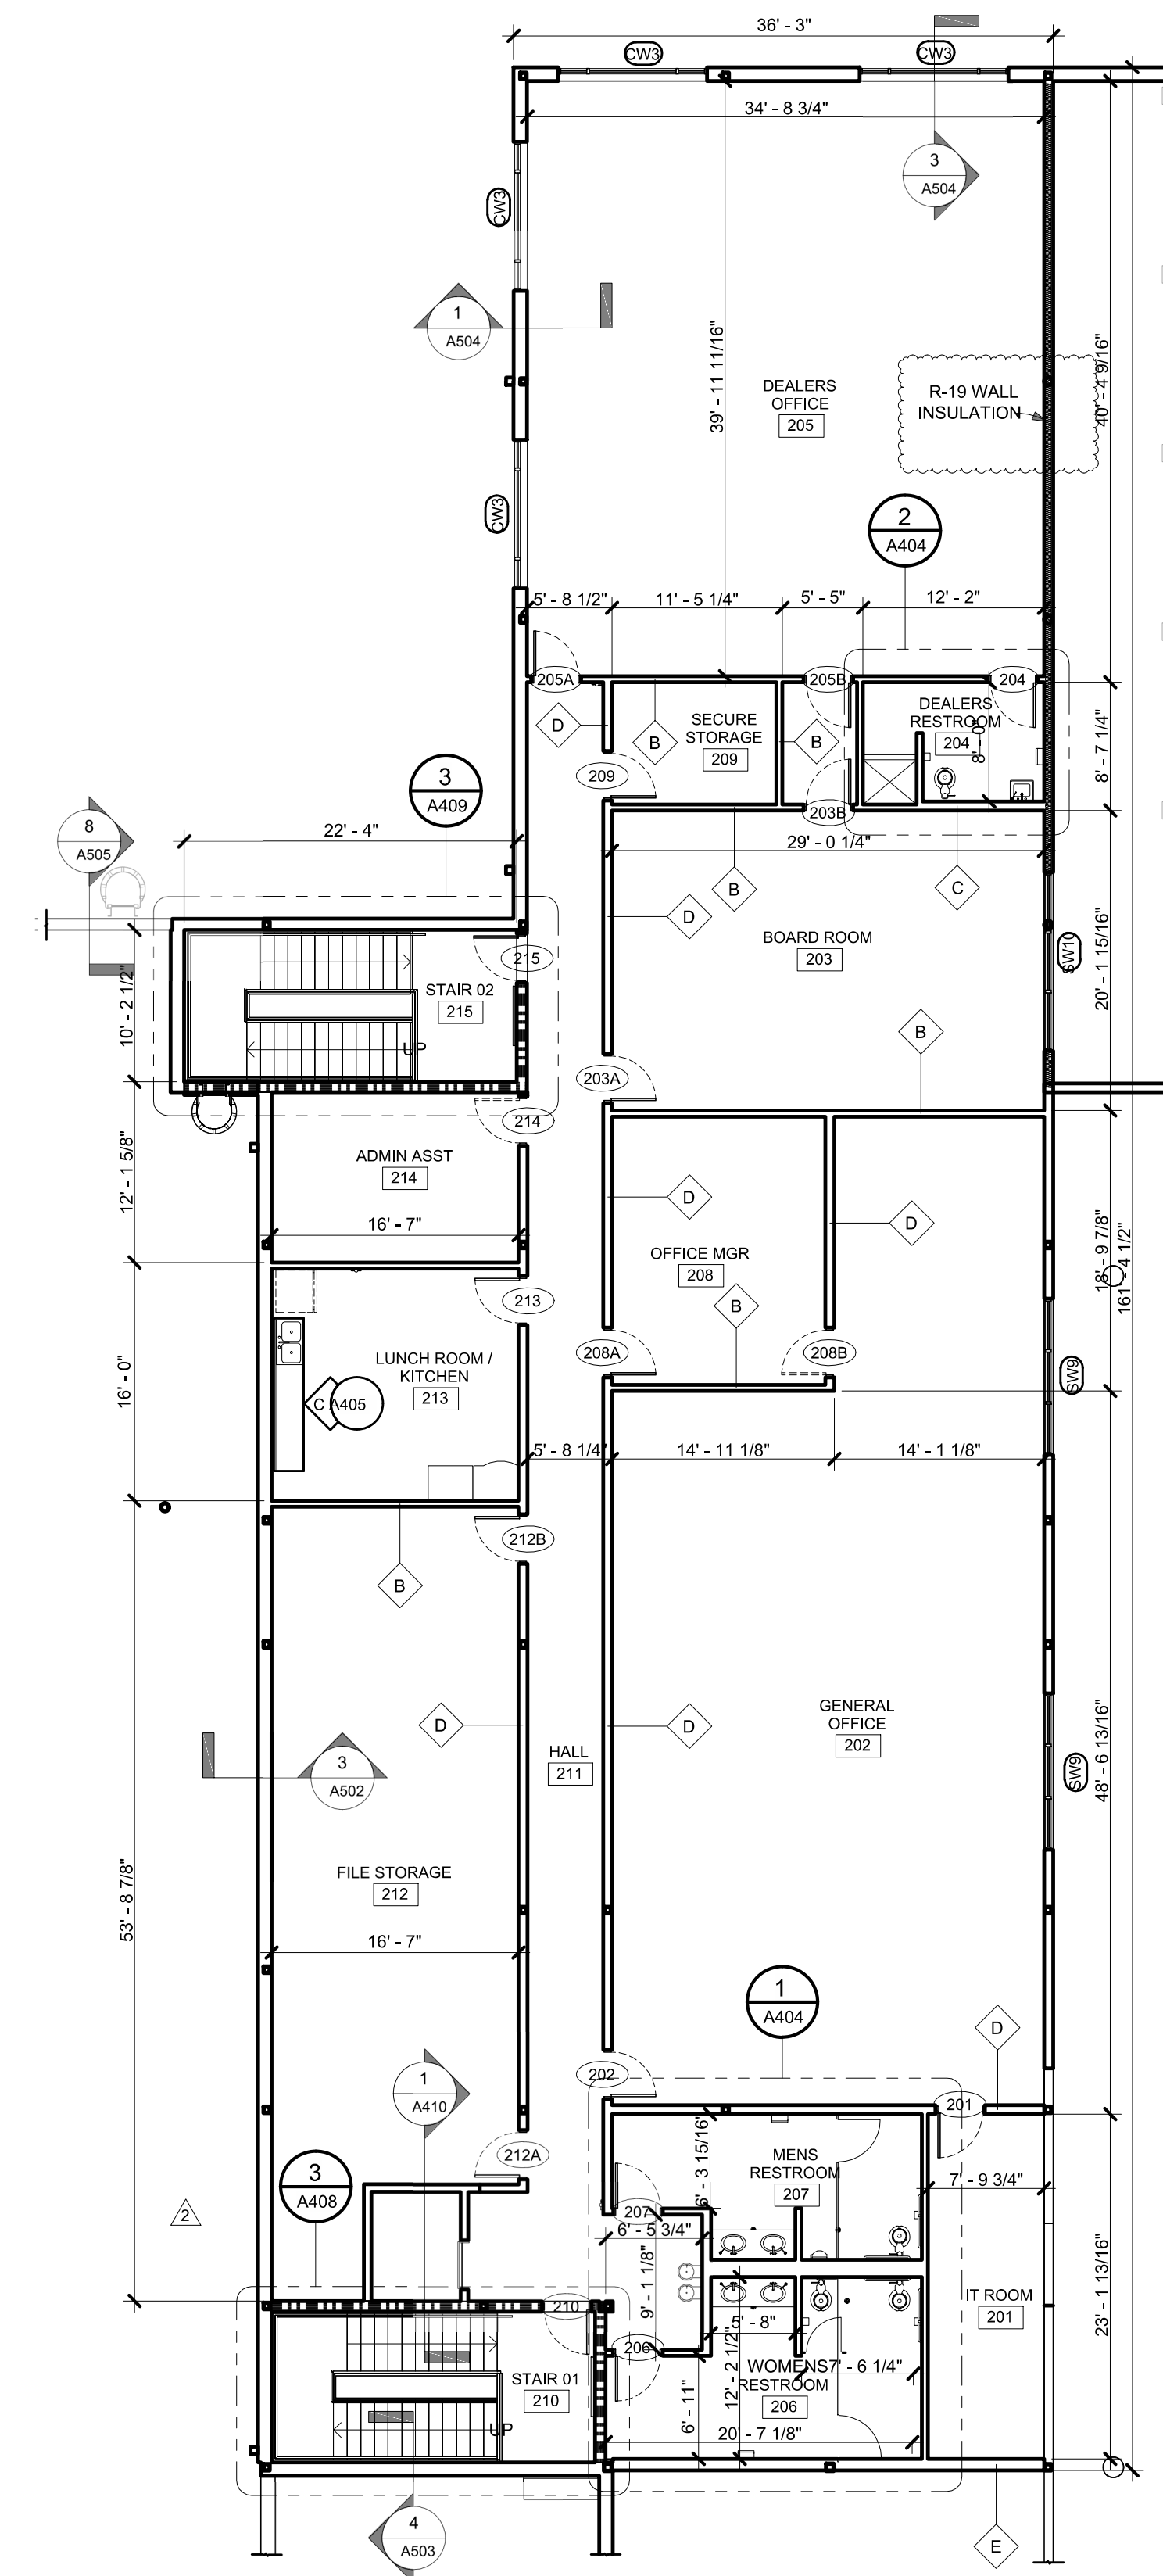 36' - 3"
CW3
CW3
34' - 8 3/4"
3
A504
CW3
1
A504
39' - 11 11/16"
40' - 4 9/16"
DEALERS
OFFICE
205
R-19 WALL
INSULATION
CW3
2
A404
5' - 8 1/2"
11' - 5 1/4"
5' - 5"
12' - 2"
205A
205B
204
D
B
SECURE
STORAGE
209
B
DEALERS
RESTROOM
204
8' - 0"
8' - 7 1/4"
209
3
A409
203B
8
A505
22' - 4"
29' - 0 1/4"
B
C
D
BOARD ROOM
203
SW10
20' - 1 15/16"
215
STAIR 02
215
10' - 2 1/2"
UP
B
203A
214
ADMIN ASST
214
12' - 1 5/8"
16' - 7"
D
D
OFFICE MGR
208
B
18' - 9 7/8"
161' - 4 1/2"
213
208A
208B
LUNCH ROOM /
KITCHEN
213
C A405
16' - 0"
SW9
5' - 8 1/4"
14' - 11 1/8"
14' - 1 1/8"
212B
B
D
D
GENERAL
OFFICE
202
HALL
211
3
A502
SW9
48' - 6 13/16"
FILE STORAGE
212
53' - 8 7/8"
16' - 7"
1
A404
D
1
A410
202
201
212A
MENS
RESTROOM
207
6' - 3 15/16"
7' - 9 3/4"
3
A408
2
207
6' - 5 3/4"
9' - 1 1/8"
IT ROOM
201
23' - 1 13/16"
210
5' - 8"
206
12' - 2 1/2"
WOMENS
RESTROOM
206
7' - 6 1/4"
STAIR 01
210
UP
6' - 11"
20' - 7 1/8"
4
A503
E